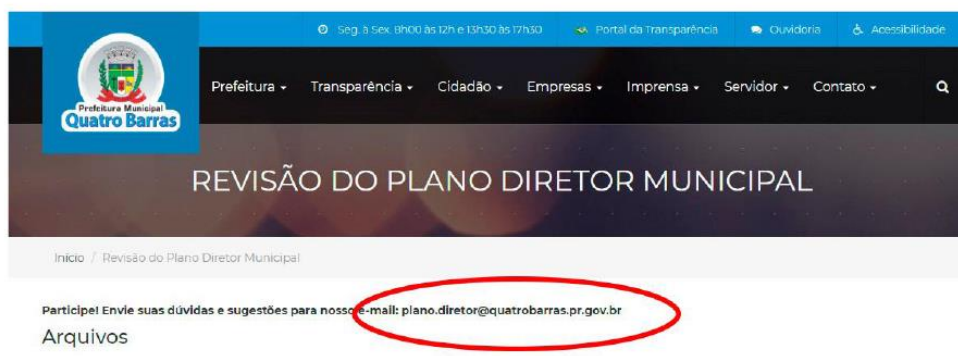 Seg. à Sex. 8h00 às 12h e 13h30 às 17h30 Portal da Transparência Ouvidoria Acessibilidade
Prefeitura Transparência Cidadão Empresas Imprensa Servidor Contato
Prefeitura Municipal
Quatro Barras
REVISÃO DO PLANO DIRETOR MUNICIPAL
Início / Revisão do Plano Diretor Municipal
Participe! Envie suas dúvidas e sugestões para nosso e-mail: plano.diretor@quatrobarras.pr.gov.br
Arquivos